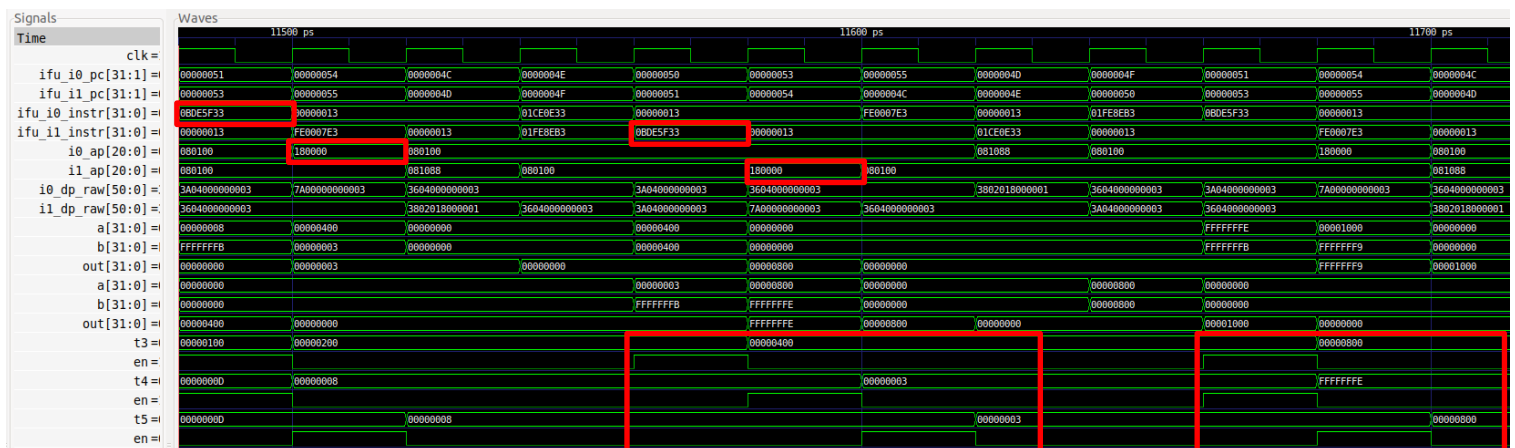 Signals Waves
Time 11500 ps 11600 ps 11700 ps
clk=
ifu_i0_pc[31:1]= 00000051 00000054 0000004C 0000004E 00000050 00000053 00000055 0000004D 0000004F 00000051 00000054 0000004C
ifu_i1_pc[31:1]= 00000053 00000055 0000004D 0000004F 00000051 00000054 0000004C 0000004E 00000050 00000053 00000055 0000004D
ifu_i0_instr[31:0]= 0BDE5F33 00000013 01CE0E33 00000013 FE0007E3 00000013 01FE8EB3 0BDE5F33 00000013
ifu_i1_instr[31:0]= 00000013 FE0007E3 00000013 01FE8EB3 0BDE5F33 00000013 01CE0E33 00000013 FE0007E3 00000013
i0_ap[20:0]= 080100 180000 080100 081088 080100 180000 080100
i1_ap[20:0]= 080100 081088 080100 180000 080100 081088
i0_dp_raw[50:0]= 3A04000000003 7A00000000003 3604000000003 3A04000000003 3604000000003 3802018000001 3604000000003 3A04000000003 7A00000000003 3604000000003
i1_dp_raw[50:0]= 3604000000003 3802018000001 3604000000003 3A04000000003 7A00000000003 3604000000003 3A04000000003 3604000000003 3802018000001
a[31:0]= 00000008 00000400 00000000 00000400 00000000 FFFFFFFE 00001000 00000000
b[31:0]= FFFFFFFB 00000003 00000000 00000000 FFFFFFFB FFFFFFF9 00000000
out[31:0]= 00000000 00000003 00000000 00000800 00000000 FFFFFFF9 00001000
a[31:0]= 00000000 00000003 00000800 00000000 00000800 00000000
b[31:0]= 00000000 FFFFFFFB FFFFFFFE 00000000 00000800 00000000
out[31:0]= 00000400 00000000 FFFFFFFE 00000800 00000000 00001000 00000000
t3= 00000100 00000200 00000400 00000800
en=
t4= 0000000D 00000008 00000003 FFFFFFFE
en=
t5= 0000000D 00000008 00000003 00000800
en=